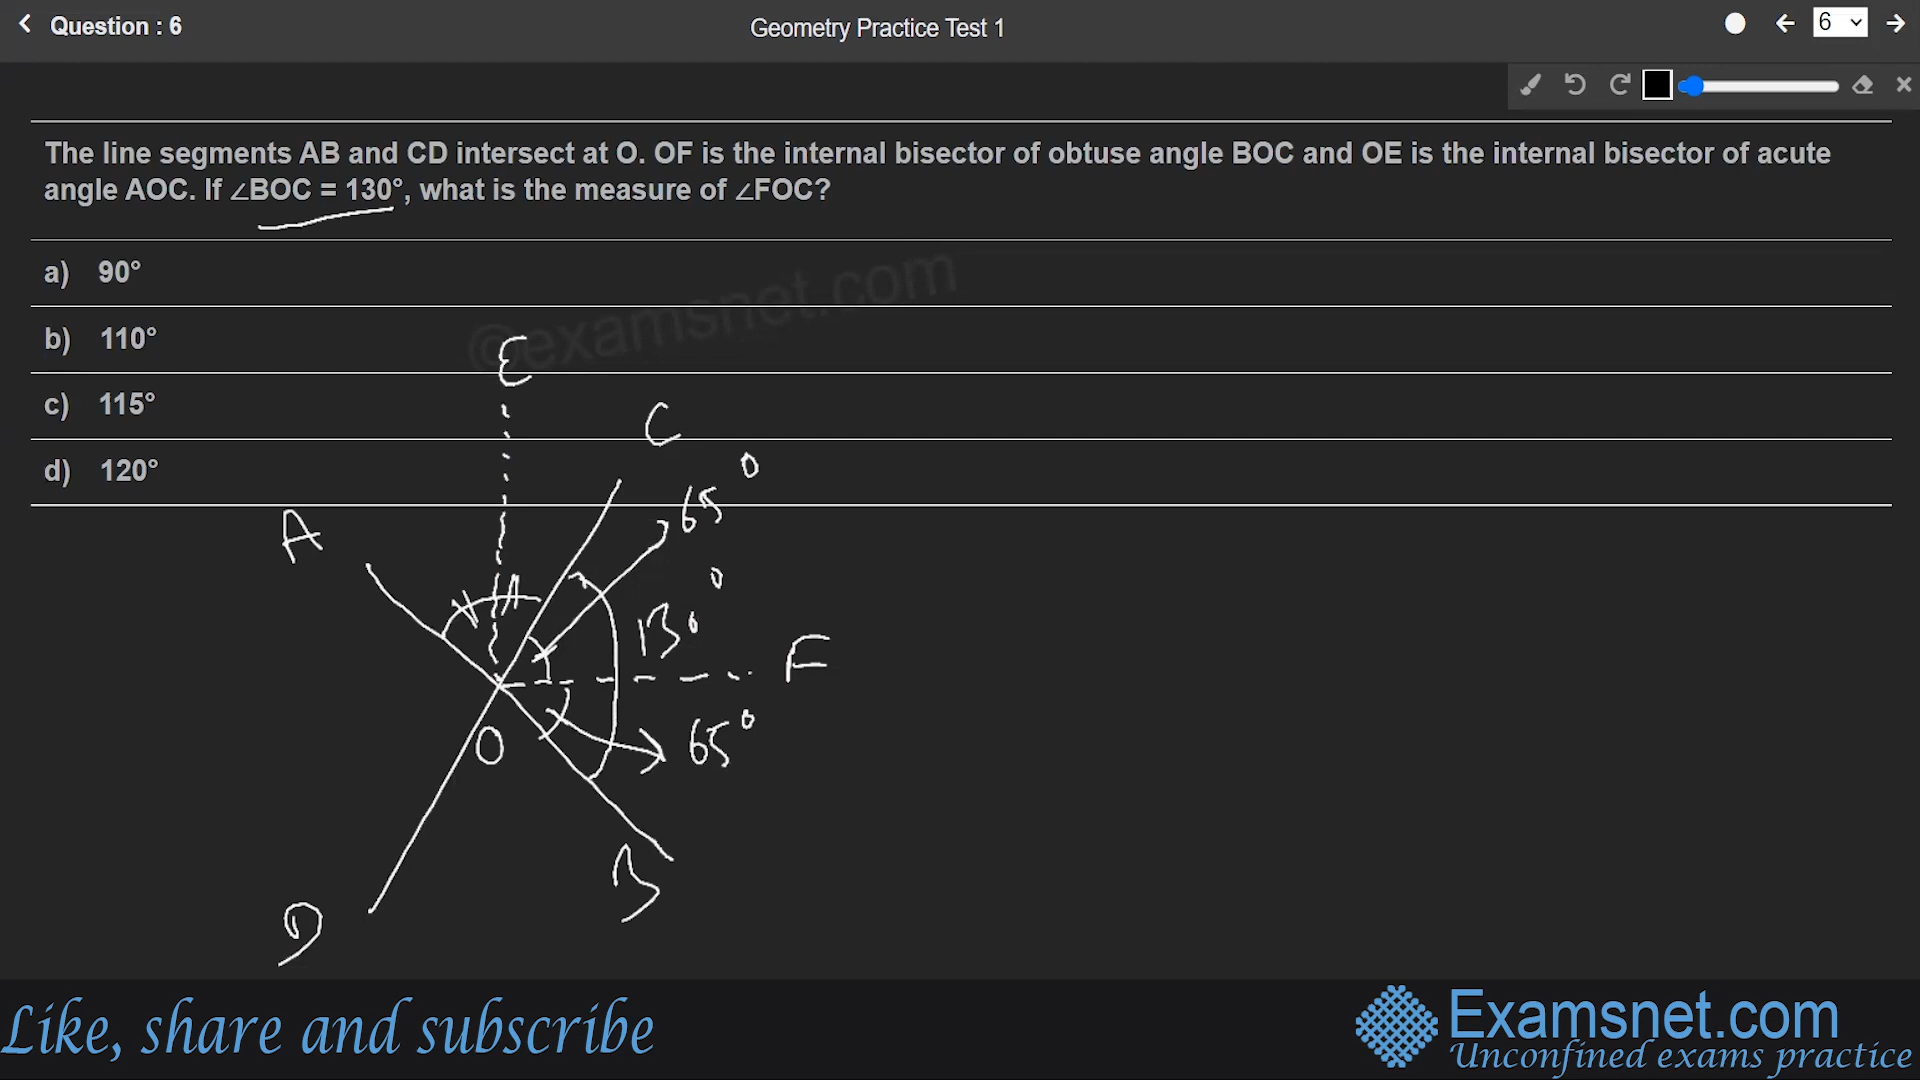 Question : 6
Geometry Practice Test 1
6
The line segments AB and CD intersect at O. OF is the internal bisector of obtuse angle BOC and OE is the internal bisector of acute
angle AOC. If ∠BOC = 130°, what is the measure of ∠FOC?
a) 90°
©examsnet.com
b) 110°
E
c) 115°
C
d) 120°
65°
A
130°
F
65°
O
B
D
Like, share and subscribe
Examsnet.com
Unconfined exams practice